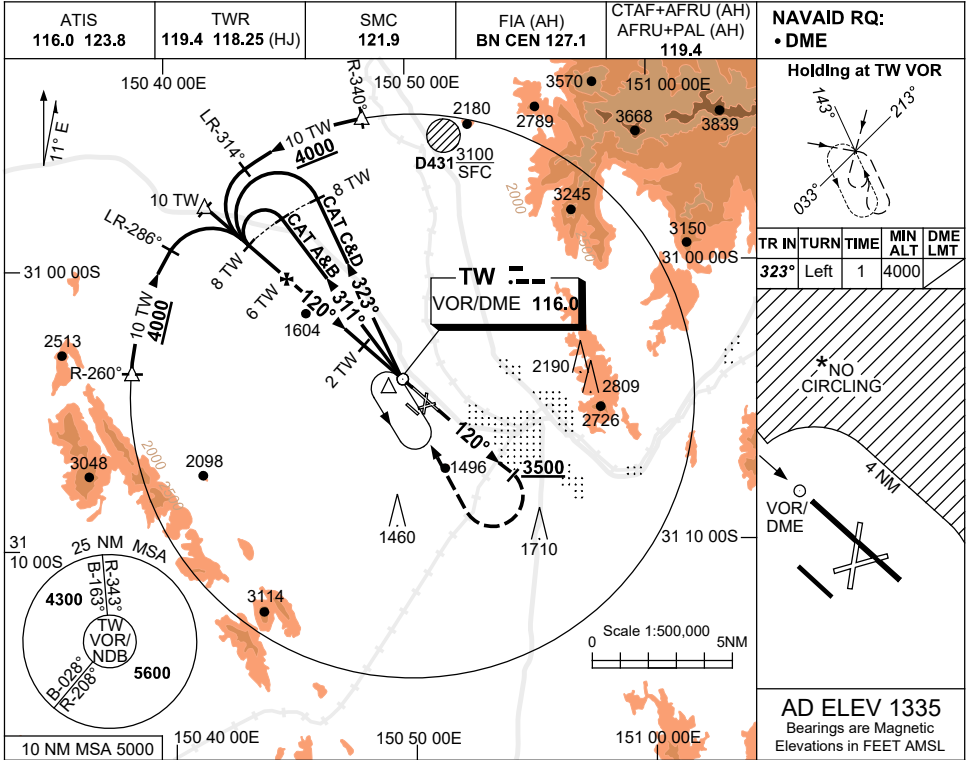 ATIS
116.0 123.8
TWR
119.4 118.25 (HJ)
SMC
121.9
FIA (AH)
BN CEN 127.1
CTAF+AFRU (AH)
AFRU+PAL (AH)
119.4
NAVAID RQ:
• DME
150 40 00E
150 50 00E
151 00 00E
11° E
R-340°
10 TW
4000
LR-314°
2180
D431
3100
SFC
2789
3570
3668
3839
2000
3245
3150
2000
10 TW
8 TW
CAT C&D
323°
CAT A&B
311°
LR-286°
8 TW
6 TW
120°
1604
2 TW
10 TW
4000
R-260°
31 00 00S
31 00 00S
TW
VOR/DME 116.0
2513
2190
2809
2726
3048
2000
2500
2098
120°
1496
3500
1460
1710
31
10 00S
31 10 00S
25 NM MSA
R-343°
B-163°
4300
TW
VOR/
NDB
5600
B-028°
R-208°
3114
Scale 1:500,000
0
5NM
10 NM MSA 5000
150 40 00E
150 50 00E
151 00 00E
Holding at TW VOR
143°
213°
033°
TR IN TURN TIME MIN ALT DME LMT
323° Left 1 4000
*NO
CIRCLING
4 NM
VOR/
DME
AD ELEV 1335
Bearings are Magnetic
Elevations in FEET AMSL